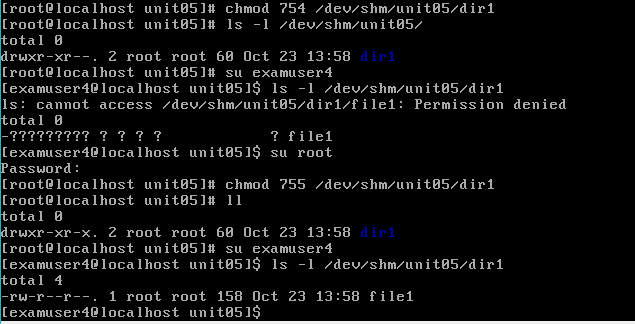 [root@localhost unit05]# chmod 754 /dev/shm/unit05/dir1
[root@localhost unit05]# ls -l /dev/shm/unit05/
total 0
drwxr-xr--. 2 root root 60 Oct 23 13:58 dir1
[root@localhost unit05]# su examuser4
[examuser4@localhost unit05]$ ls -l /dev/shm/unit05/dir1
ls: cannot access /dev/shm/unit05/dir1/file1: Permission denied
total 0
-????????? ? ? ? ?            ? file1
[examuser4@localhost unit05]$ su root
Password:
[root@localhost unit05]# chmod 755 /dev/shm/unit05/dir1
[root@localhost unit05]# ll
total 0
drwxr-xr-x. 2 root root 60 Oct 23 13:58 dir1
[root@localhost unit05]# su examuser4
[examuser4@localhost unit05]$ ls -l /dev/shm/unit05/dir1
total 4
-rw-r--r--. 1 root root 158 Oct 23 13:58 file1
[examuser4@localhost unit05]$